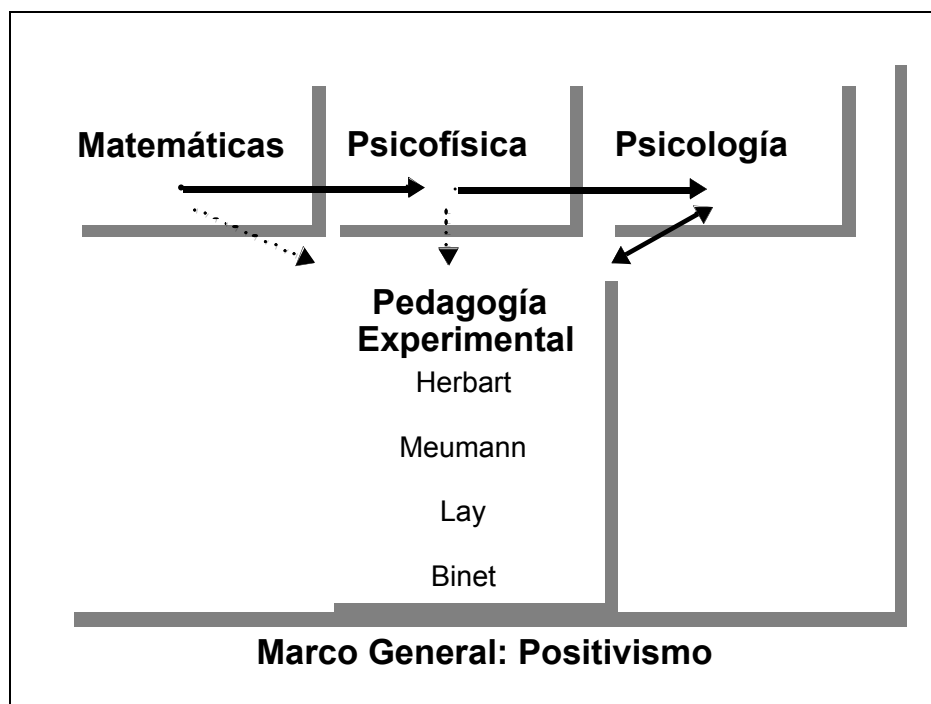 Matemáticas
Psicofísica
Psicología
Pedagogía
Experimental
Herbart
Meumann
Lay
Binet
Marco General: Positivismo